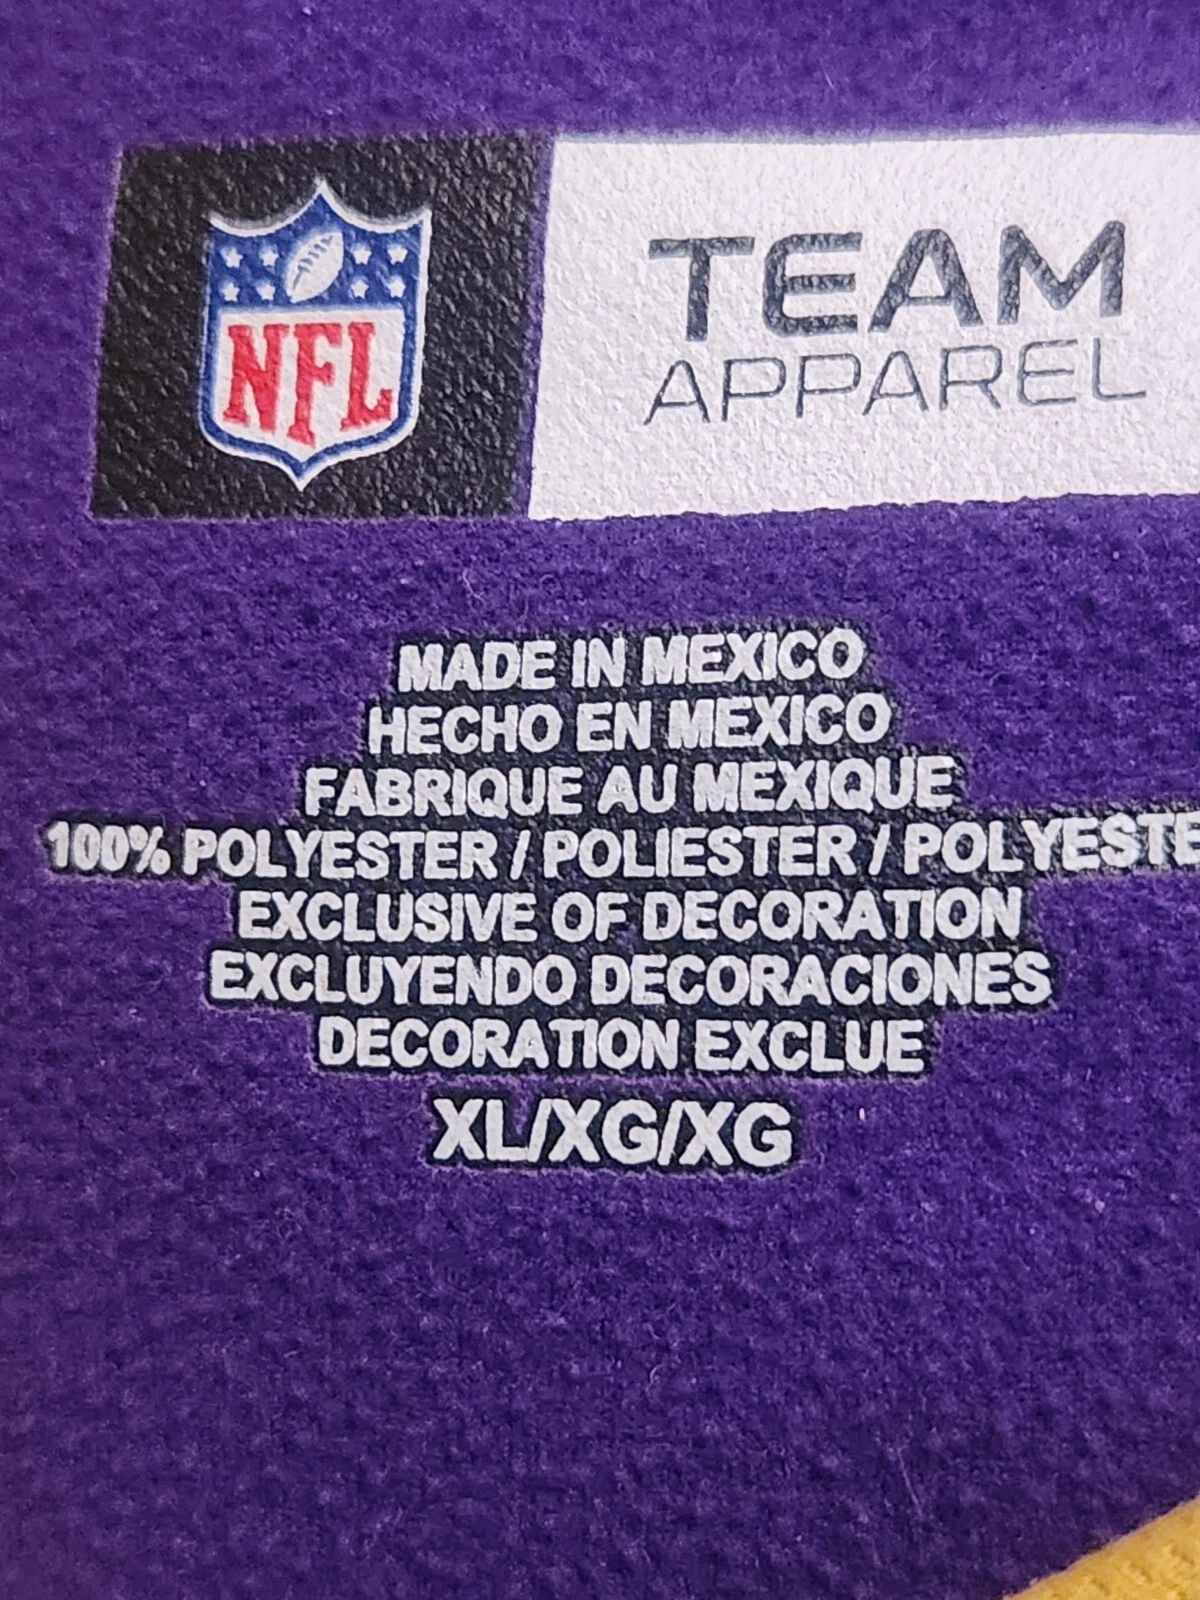 NFL
TEAM
APPAREL
MADE IN MEXICO
HECHO EN MEXICO
FABRIQUE AU MEXIQUE
100% POLYESTER / POLIESTER / POLYESTE
EXCLUSIVE OF DECORATION
EXCLUYENDO DECORACIONES
DECORATION EXCLUE
XL/XG/XG